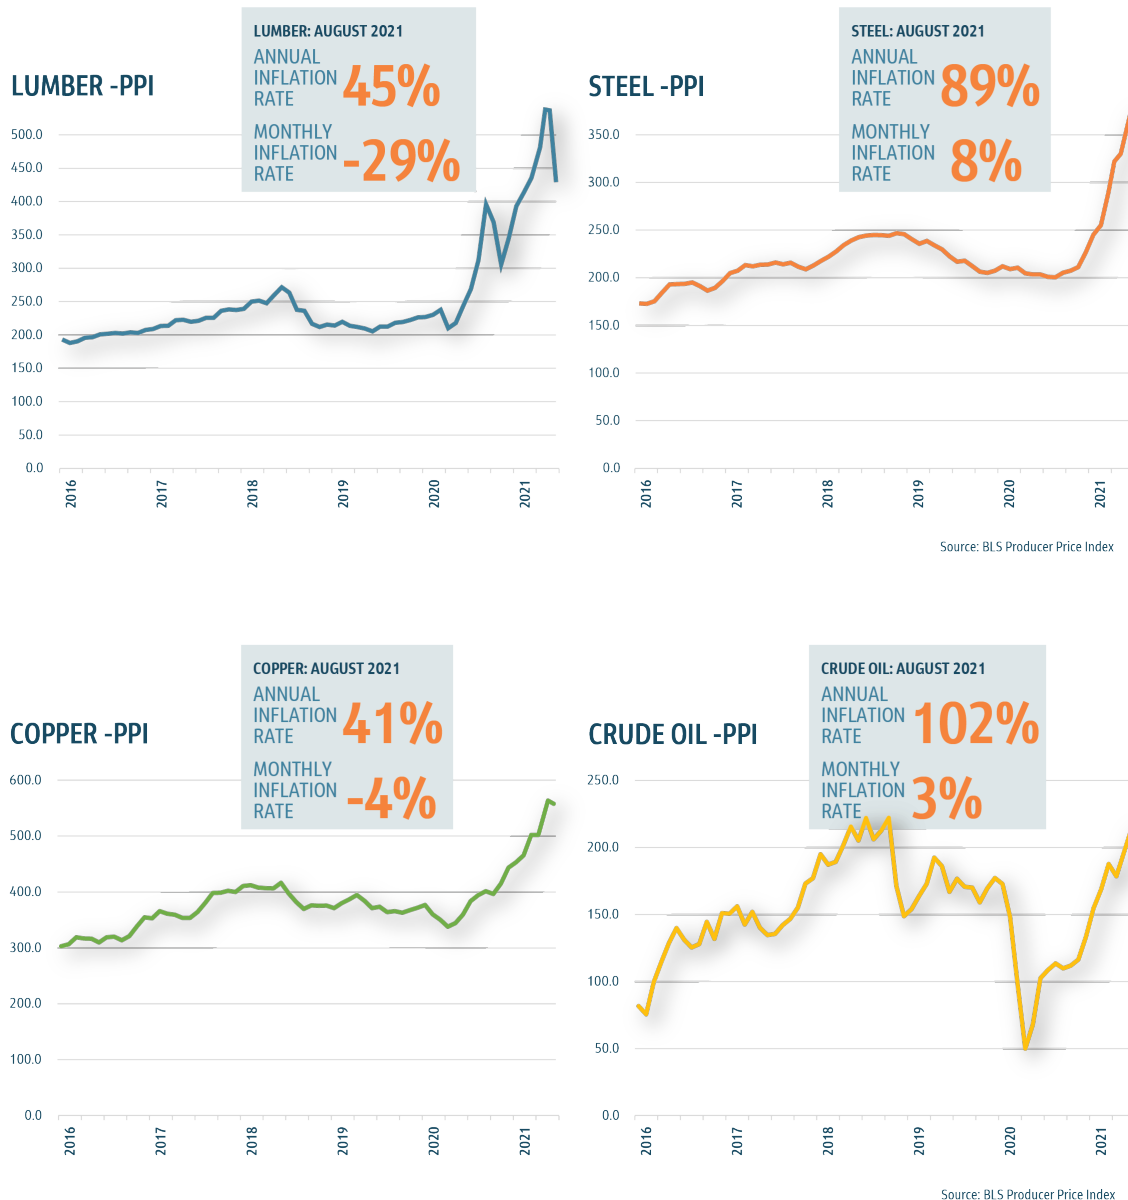 LUMBER -PPI
LUMBER: AUGUST 2021
ANNUAL
INFLATION
RATE
45%
MONTHLY
INFLATION
RATE
-29%
500.0
450.0
400.0
350.0
300.0
250.0
200.0
150.0
100.0
50.0
0.0
2016
2017
2018
2019
2020
2021
STEEL -PPI
STEEL: AUGUST 2021
ANNUAL
INFLATION
RATE
89%
MONTHLY
INFLATION
RATE
8%
350.0
300.0
250.0
200.0
150.0
100.0
50.0
0.0
2016
2017
2018
2019
2020
2021
Source: BLS Producer Price Index
COPPER -PPI
COPPER: AUGUST 2021
ANNUAL
INFLATION
RATE
41%
MONTHLY
INFLATION
RATE
-4%
600.0
500.0
400.0
300.0
200.0
100.0
0.0
2016
2017
2018
2019
2020
2021
CRUDE OIL -PPI
CRUDE OIL: AUGUST 2021
ANNUAL
INFLATION
RATE
102%
MONTHLY
INFLATION
RATE
3%
250.0
200.0
150.0
100.0
50.0
0.0
2016
2017
2018
2019
2020
2021
Source: BLS Producer Price Index